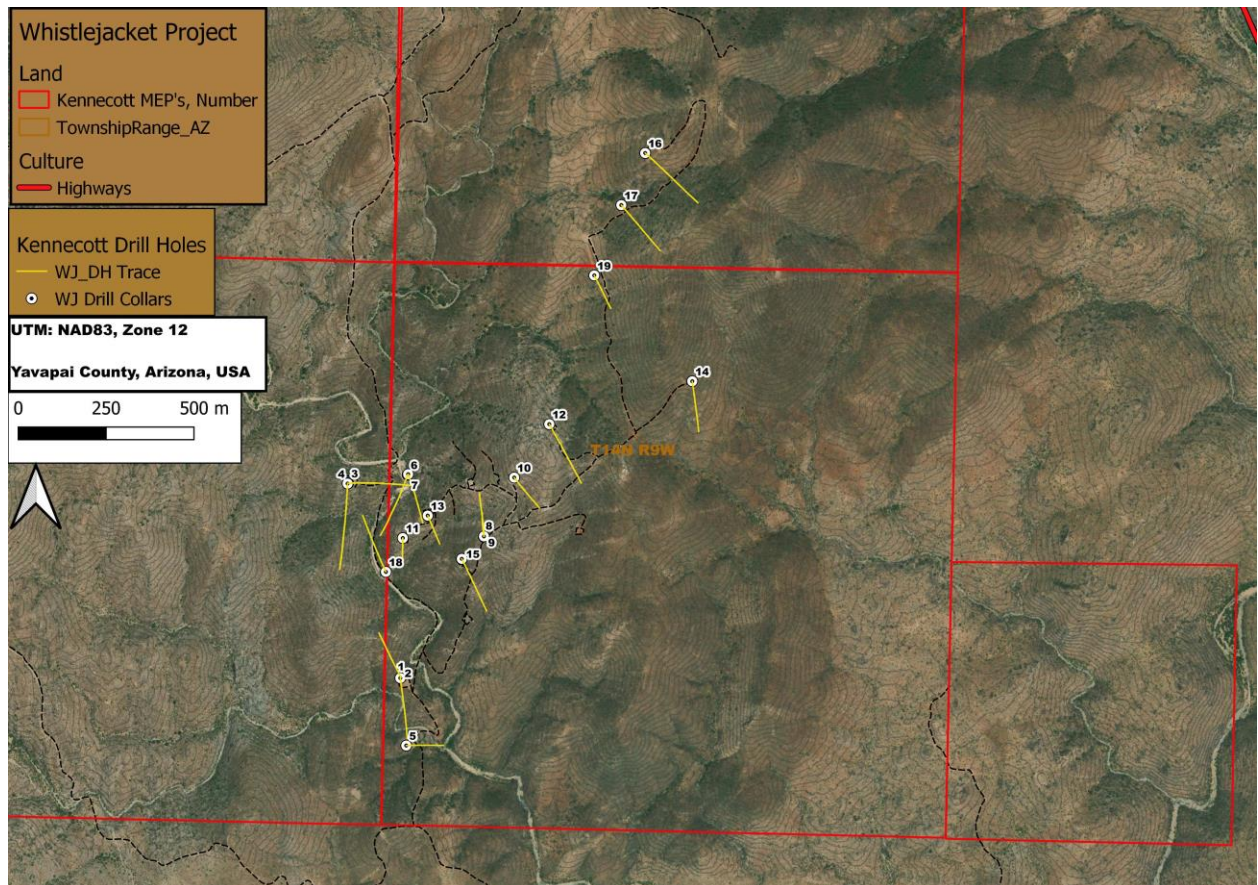 Whistlejacket Project
Land
Kennecott MEP's, Number
TownshipRange_AZ
Culture
Highways
Kennecott Drill Holes
WJ_DH Trace
WJ Drill Collars
UTM: NAD83, Zone 12
Yavapai County, Arizona, USA
0 250 500 m
16
17
19
14
12
T14N R9W
6
10
4 3
7
13
8
11
9
15
18
1
2
5